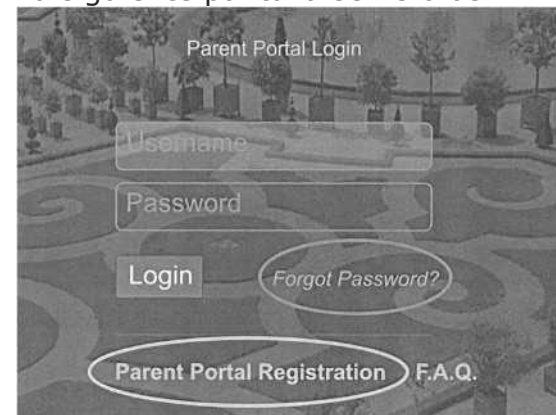 Parent Portal Login
Username
Password
Login Forgot Password?
Parent Portal Registration F.A.Q.